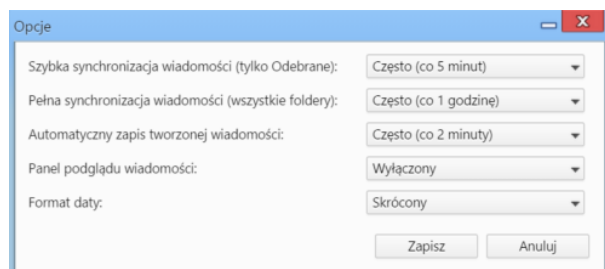 Opcje
Szybka synchronizacja wiadomości (tylko Odebrane): Często (co 5 minut)
Pełna synchronizacja wiadomości (wszystkie foldery): Często (co 1 godzinę)
Automatyczny zapis tworzonej wiadomości: Często (co 2 minuty)
Panel podglądu wiadomości: Wyłączony
Format daty: Skrócony
Zapisz Anuluj